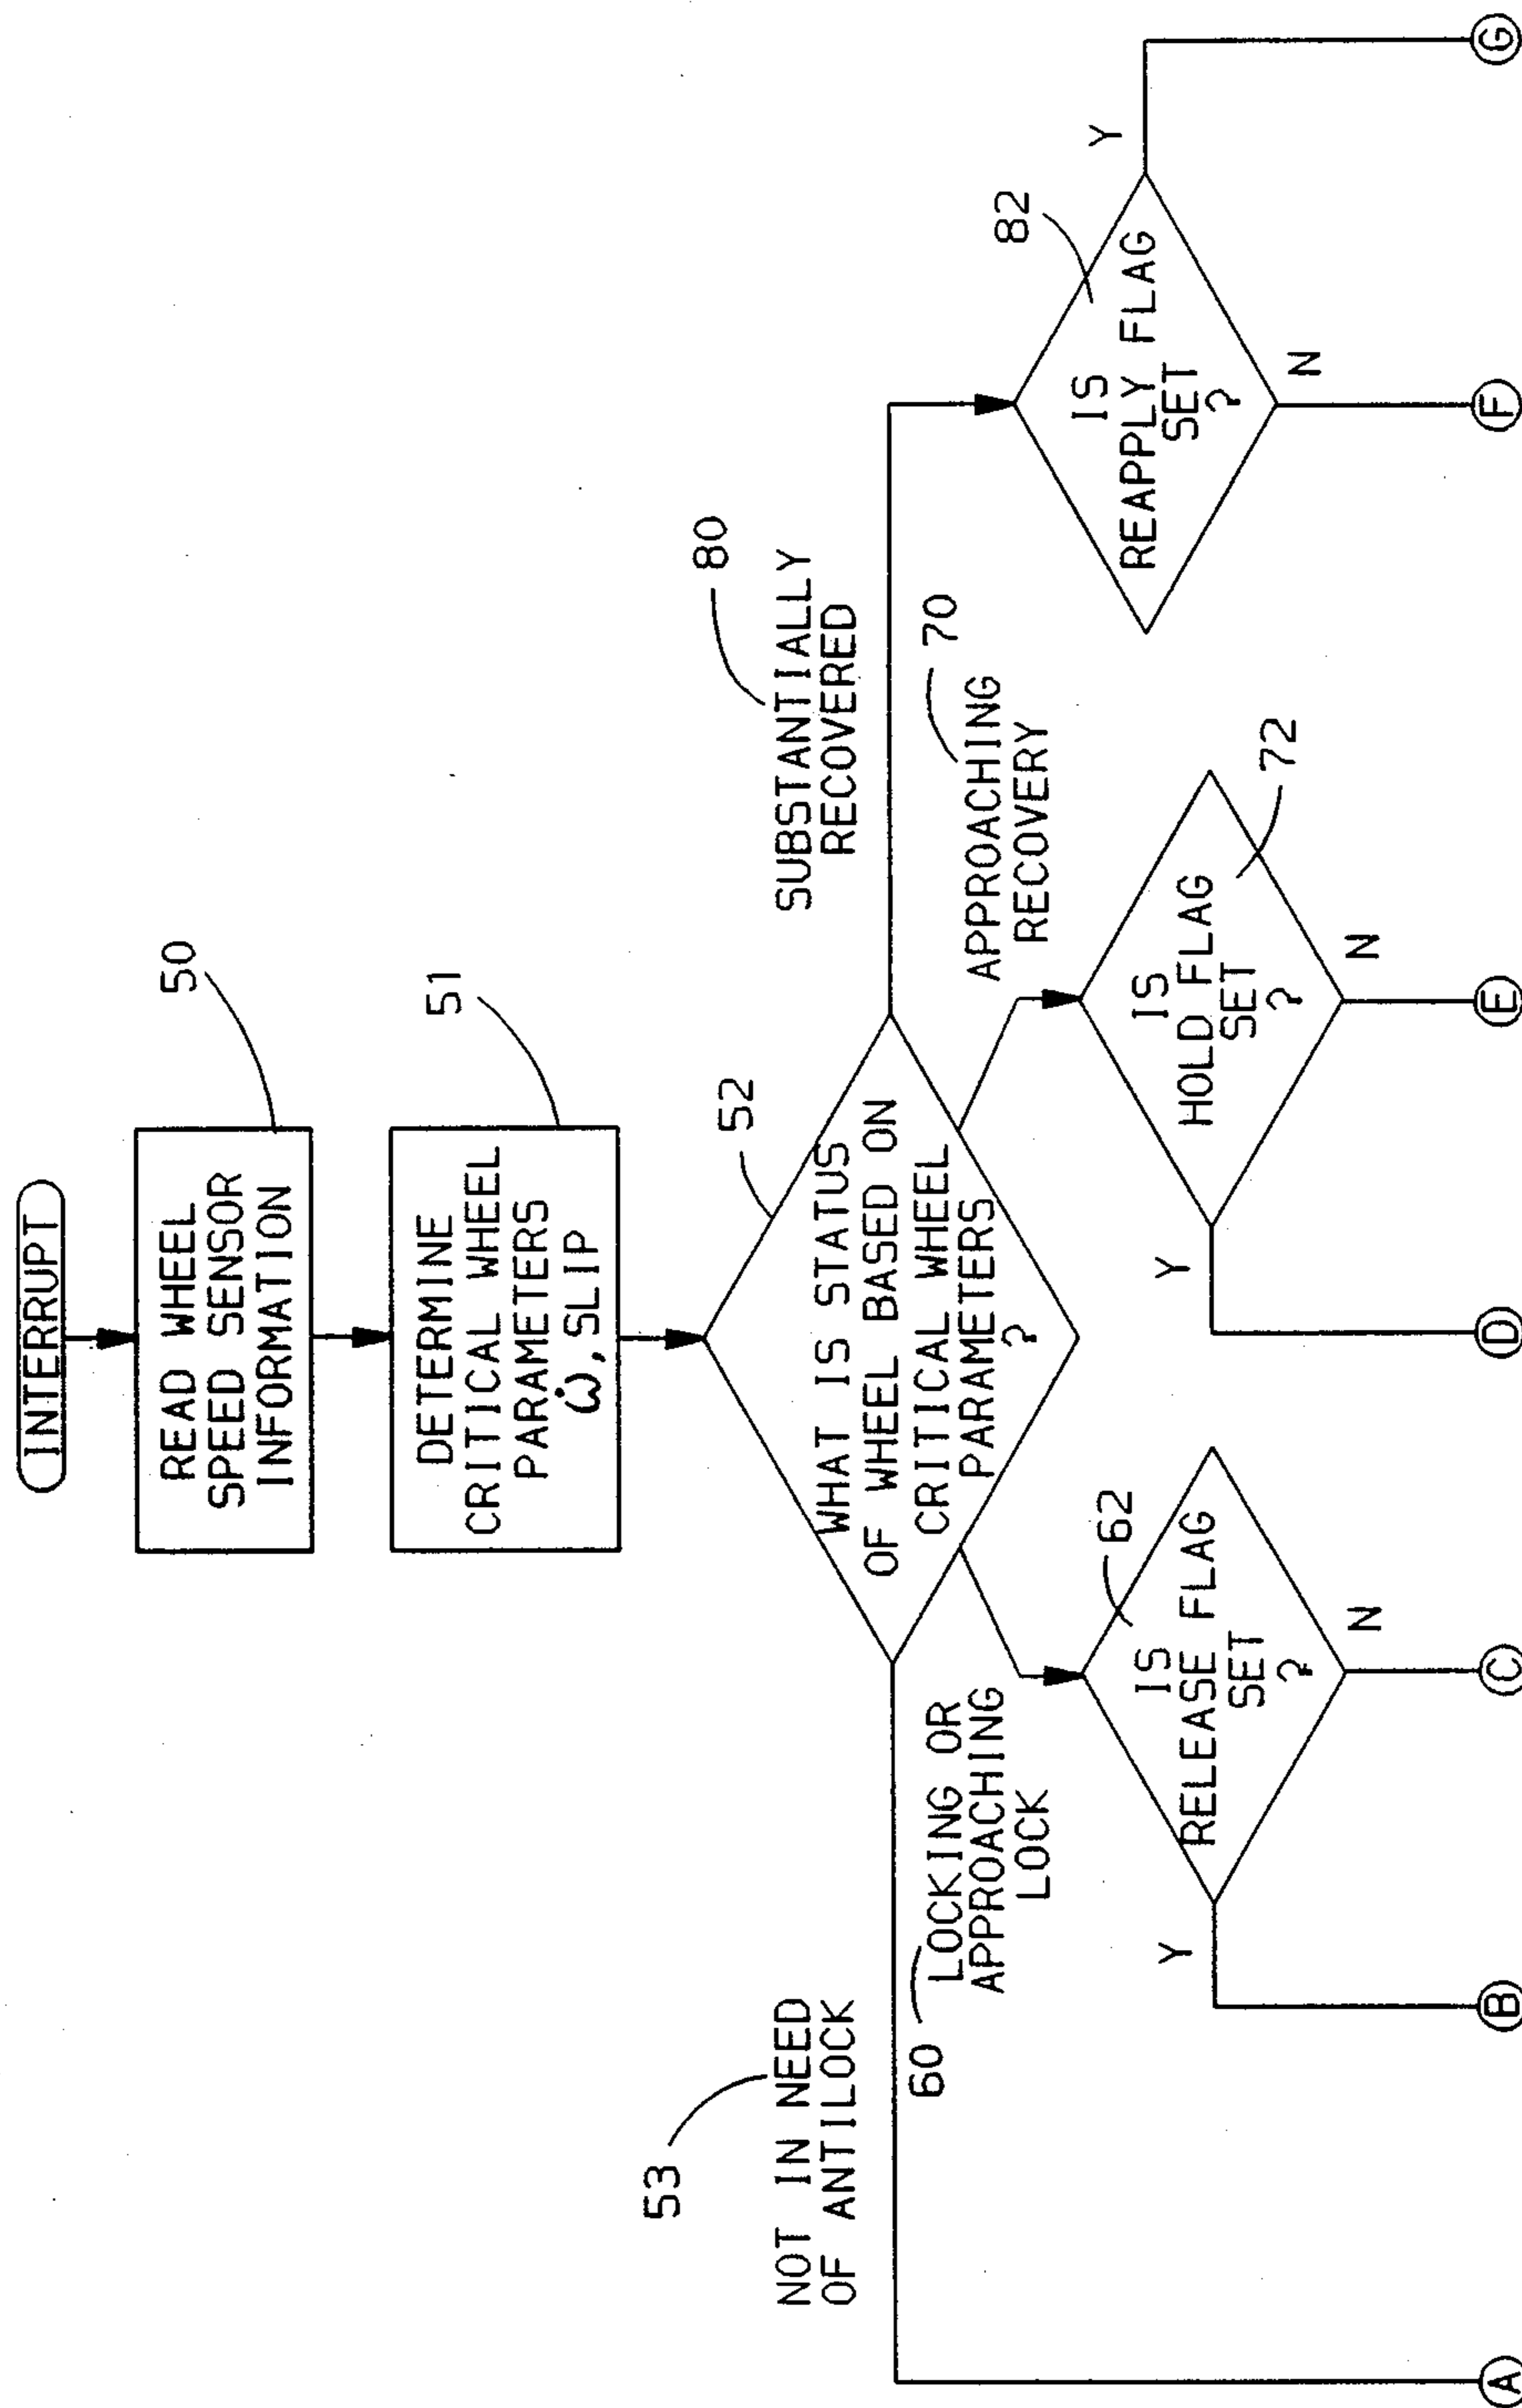 INTERRUPT
50
READ WHEEL
SPEED SENSOR
INFORMATION
51
DETERMINE
CRITICAL WHEEL
PARAMETERS
ω̇, SLIP
52
WHAT IS STATUS
OF WHEEL BASED ON
CRITICAL WHEEL
PARAMETERS
?
53
NOT IN NEED
OF ANTILOCK
80
SUBSTANTIALLY
RECOVERED
60
LOCKING OR
APPROACHING
LOCK
70
APPROACHING
RECOVERY
62
IS
RELEASE FLAG
SET
?
Y
N
72
IS
HOLD FLAG
SET
?
Y
N
82
IS
REAPPLY FLAG
SET
?
Y
N
A
B
C
D
E
F
G